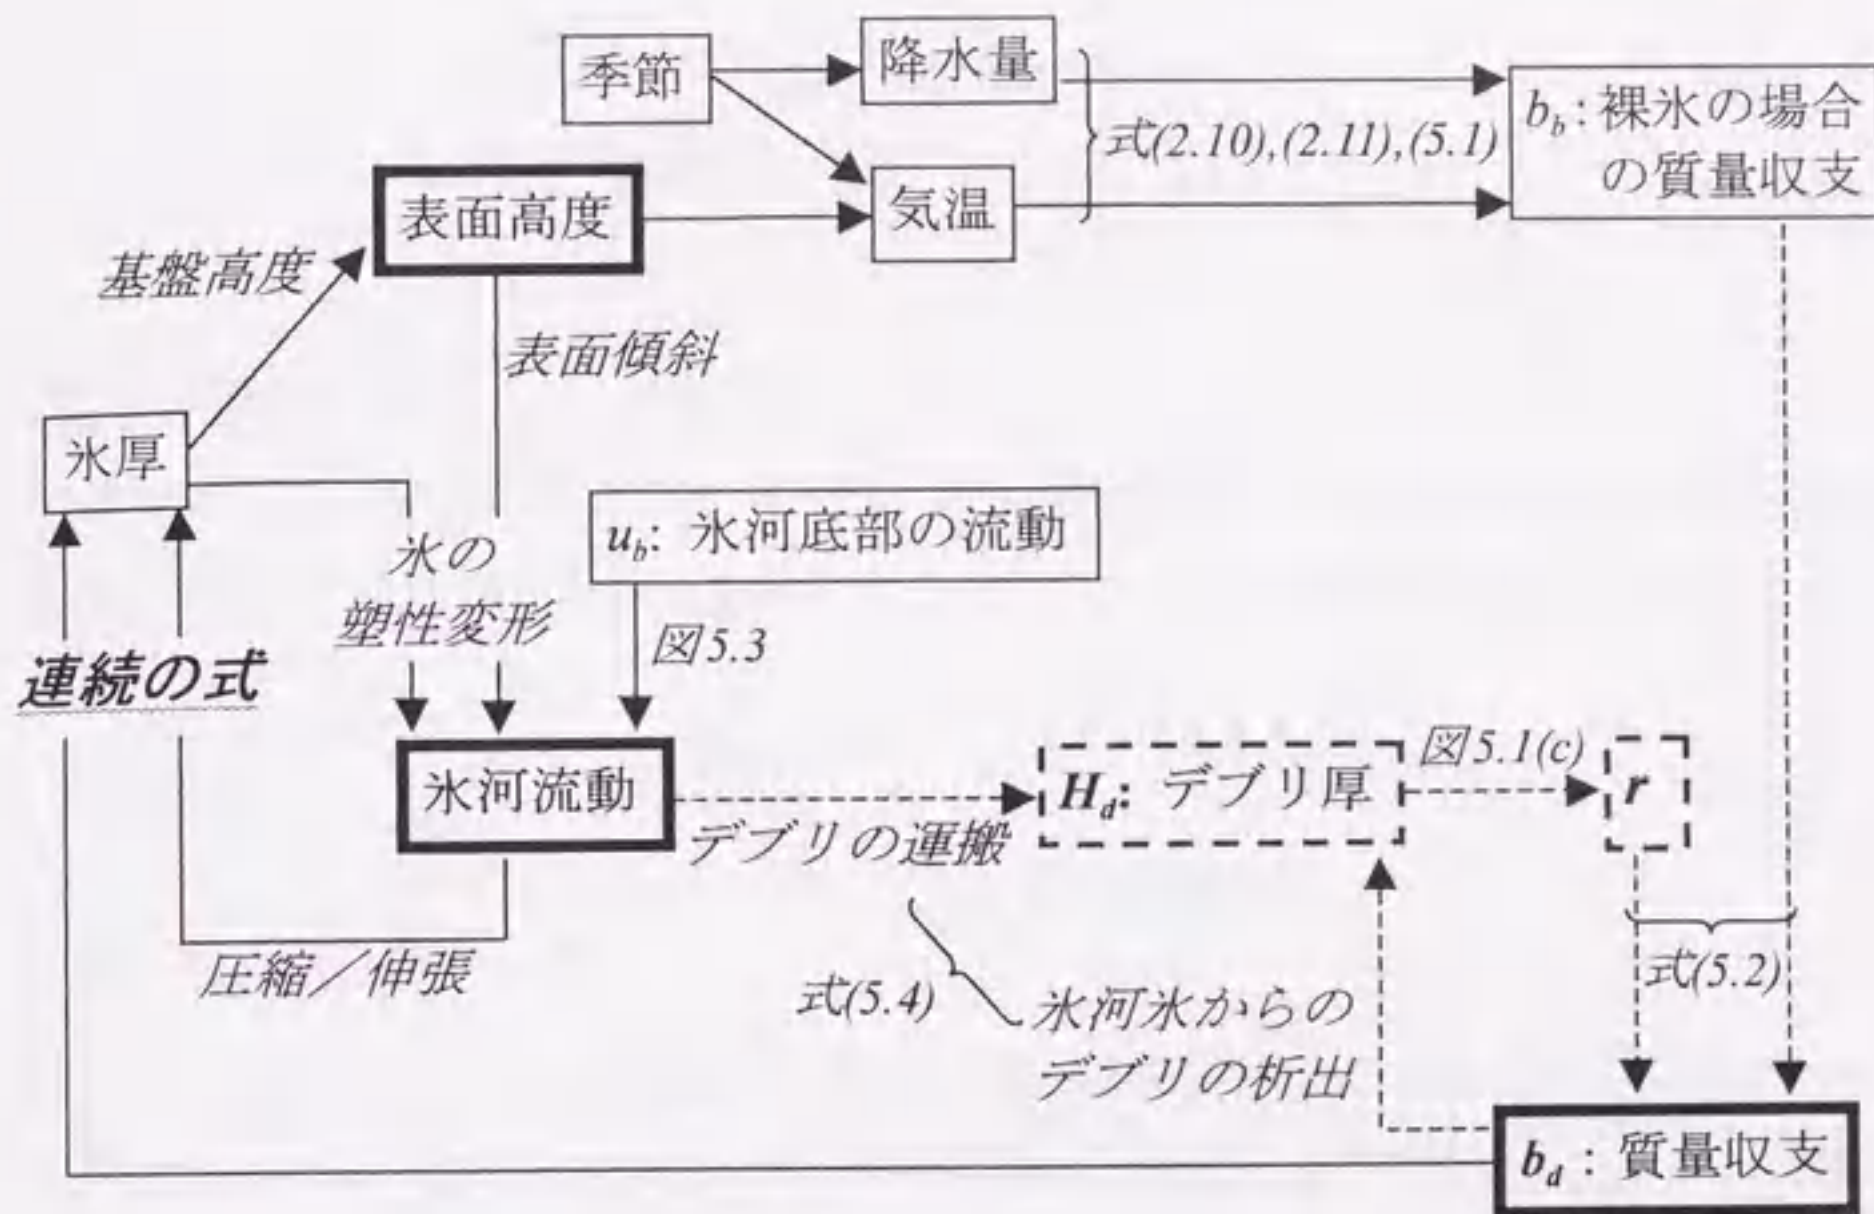 季節
降水量
b_b: 裸氷の場合
の質量収支
式(2.10),(2.11),(5.1)
表面高度
気温
基盤高度
表面傾斜
氷厚
u_b: 氷河底部の流動
氷の
塑性変形
図5.3
連続の式
氷河流動
デブリの運搬
H_d: デブリ厚
図5.1(c)
r
圧縮／伸張
式(5.4)
氷河氷からの
デブリの析出
式(5.2)
b_d : 質量収支